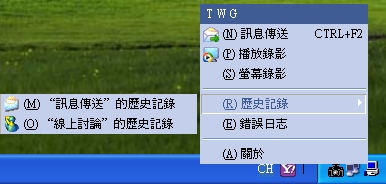 TWG
(N) 訊息傳送 CTRL+F2
(P) 播放錄影
(S) 螢幕錄影
(R) 歷史記錄
(M) “訊息傳送”的歷史記錄
(O) “線上討論”的歷史記錄
(E) 錯誤日志
(A) 關於
CH